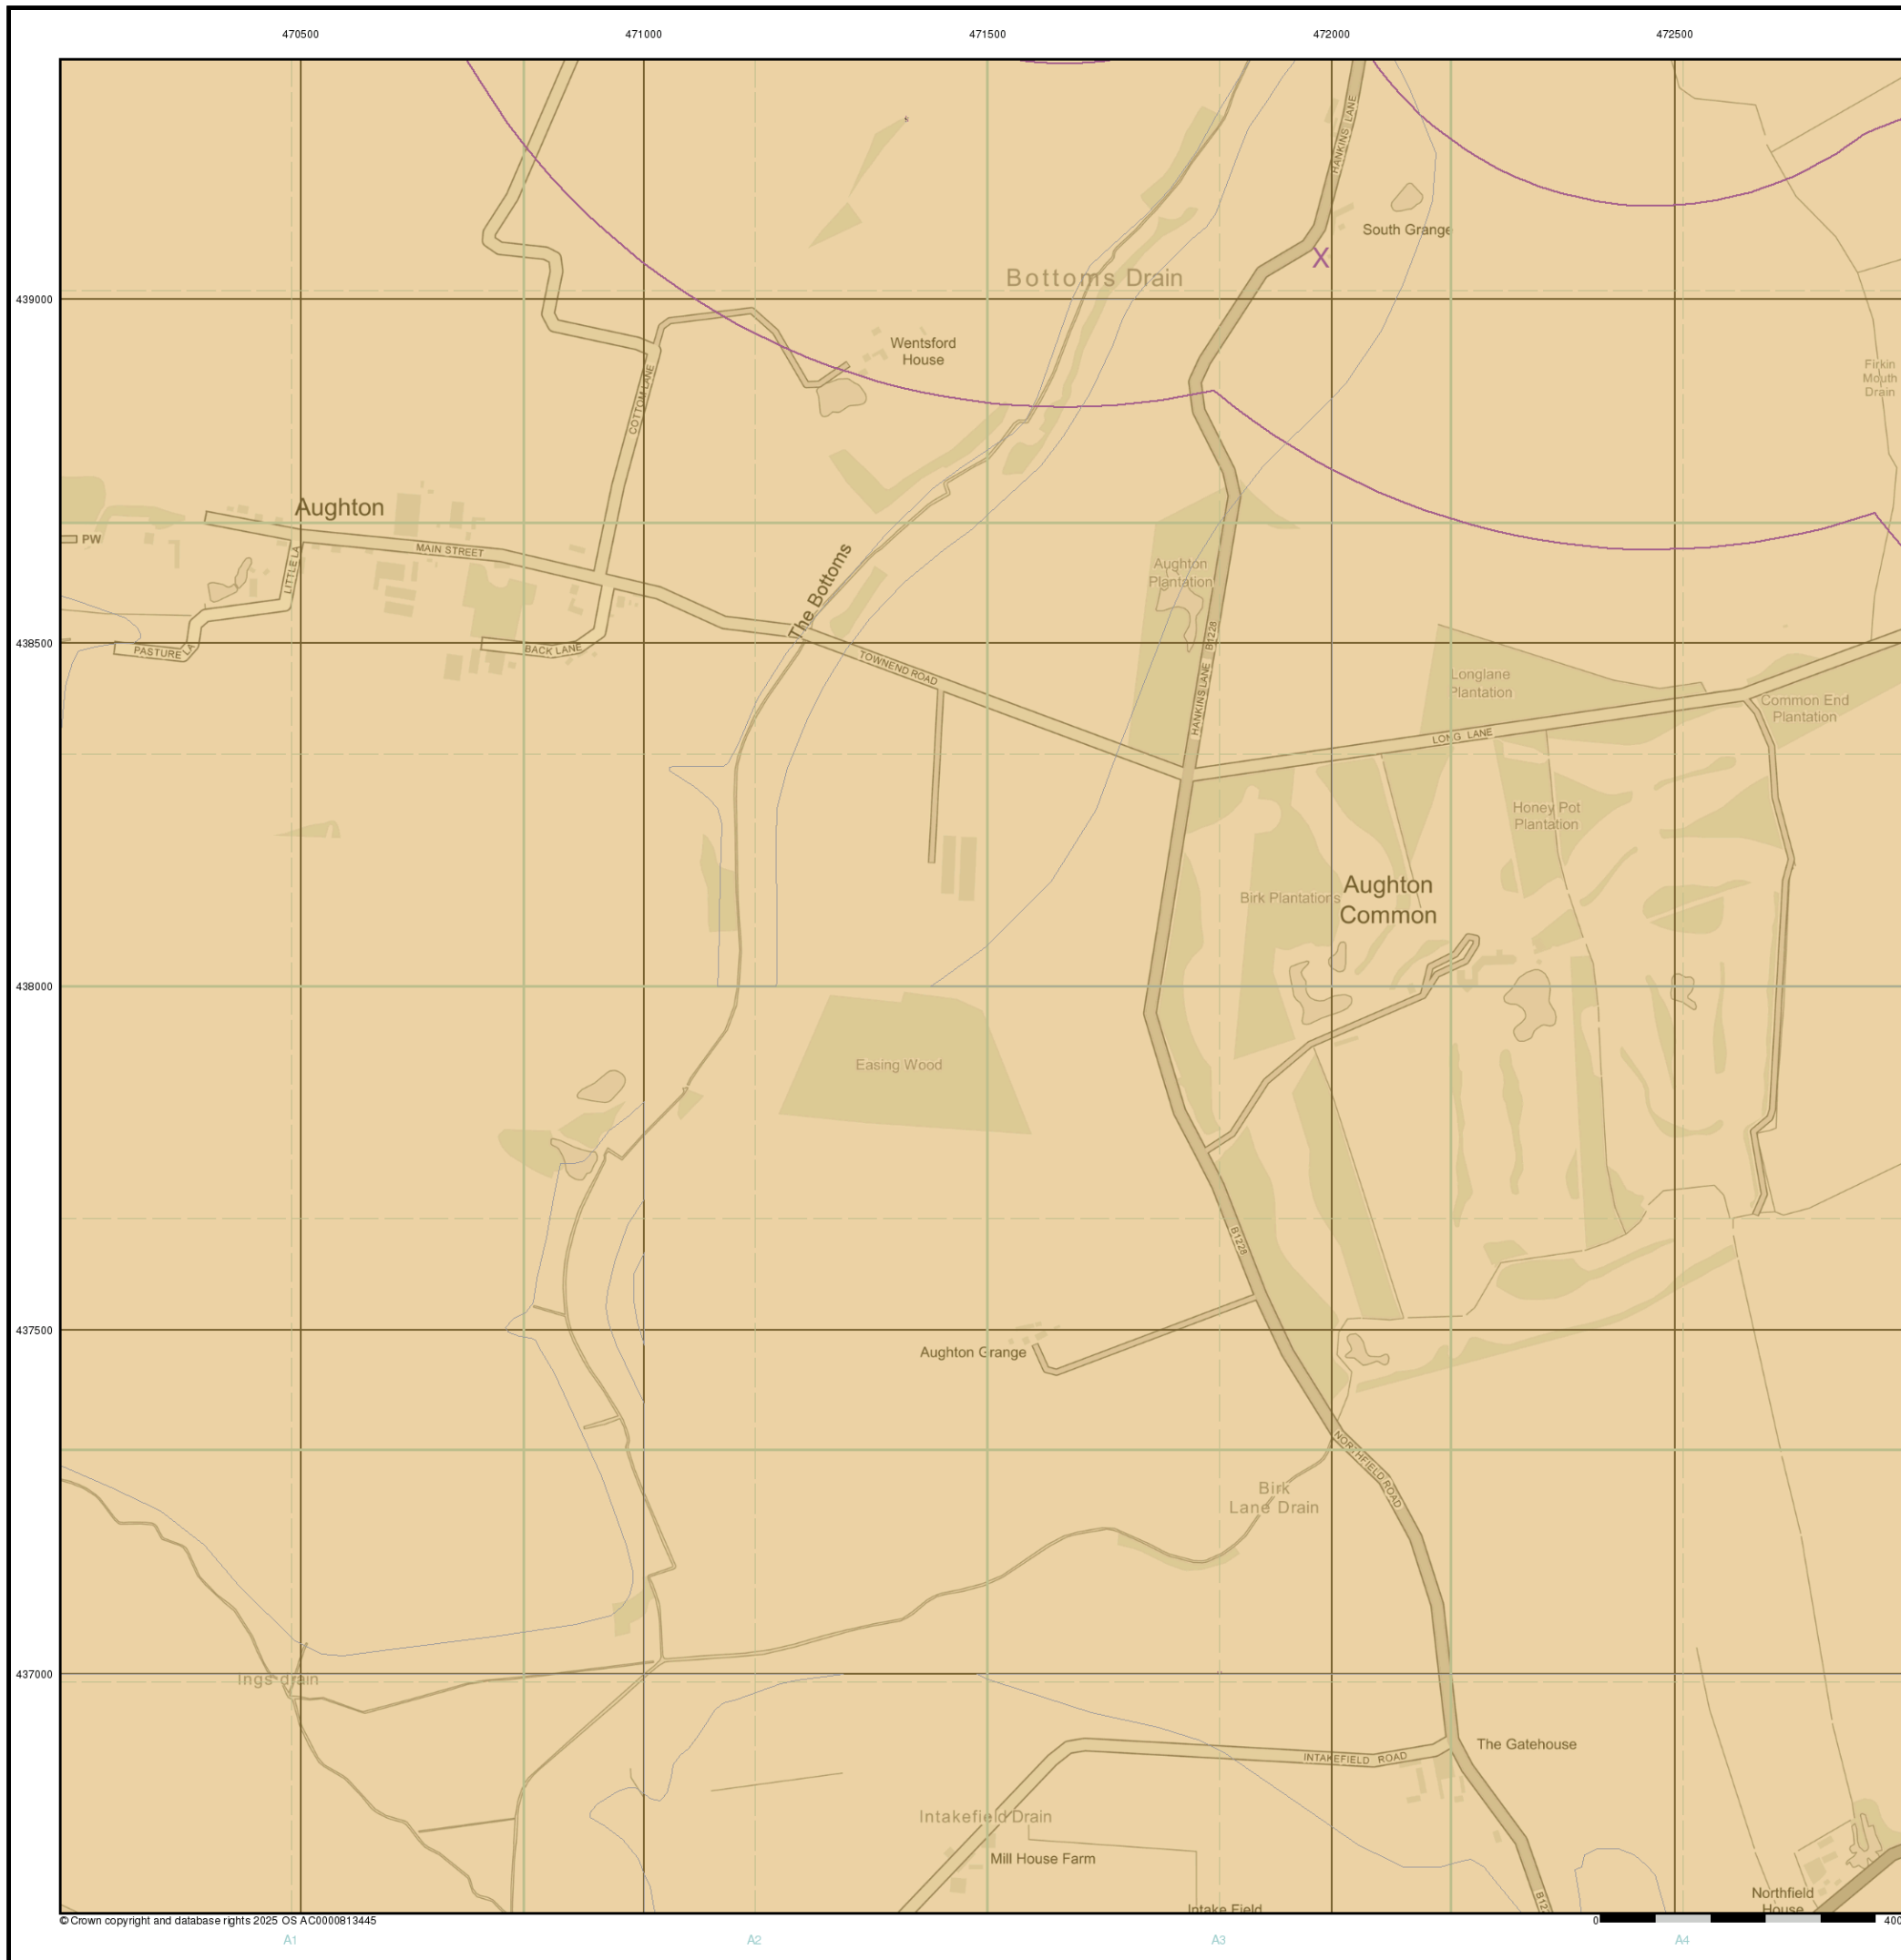 470500 471000 471500 472000 472500
HANKINS LANE
South Grange
X
Bottoms Drain
439000
Wentsford
House
Firkin
Mouth
Drain
COTTOM LANE
Aughton
PW
MAIN STREET
LITTLE LA
The Bottoms
Aughton
Plantation
438500
PASTURE LA
BACK LANE
TOWNEND ROAD
HANKINS LANE B1228
Longlane
Plantation
Common End
Plantation
LONG LANE
Honey Pot
Plantation
Birk Plantations
Aughton
Common
438000
Easing Wood
B1228
437500
Aughton Grange
NORTHFIELD ROAD
Birk
Lane Drain
437000
Ings drain
The Gatehouse
INTAKEFIELD ROAD
Intakefield Drain
Mill House Farm
Northfield
House
Intake Field
B122
© Crown copyright and database rights 2025 OS AC0000813445
0 400
A1 A2 A3 A4